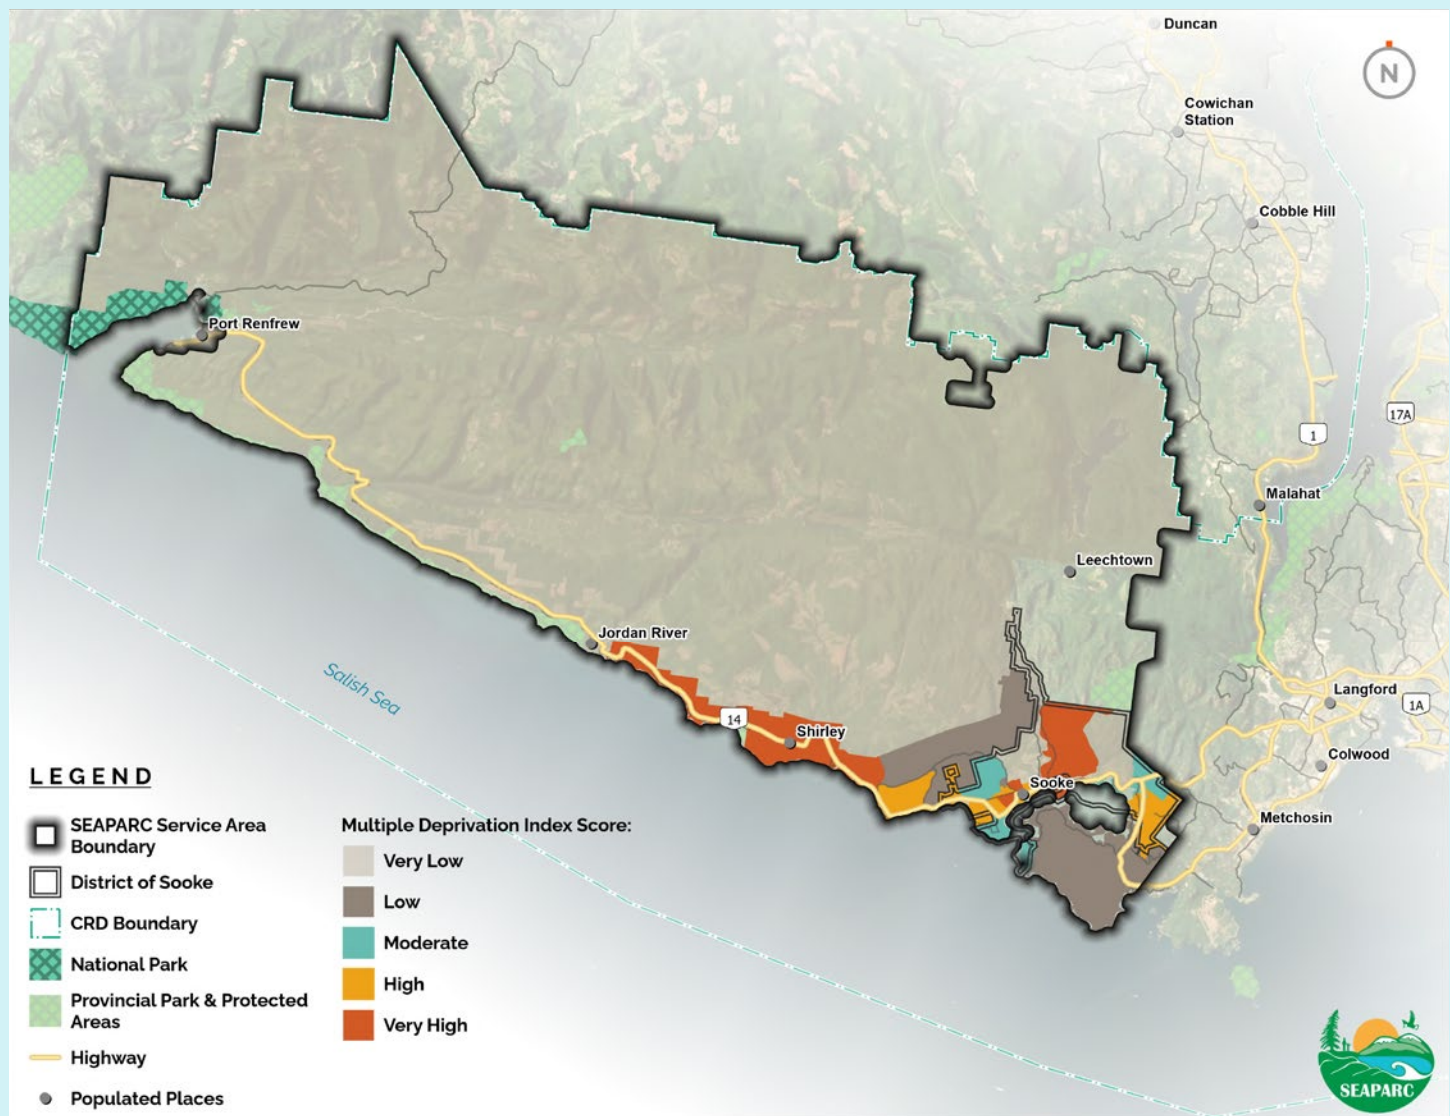 Duncan
N
Cowichan
Station
Cobble Hill
Port Renfrew
17A
1
Malahat
Leechtown
Jordan River
Salish Sea
Langford
1A
14
Shirley
Colwood
Sooke
Metchosin
LEGEND
SEAPARC Service Area
Boundary
District of Sooke
CRD Boundary
National Park
Provincial Park & Protected
Areas
Highway
Populated Places
Multiple Deprivation Index Score:
Very Low
Low
Moderate
High
Very High
SEAPARC